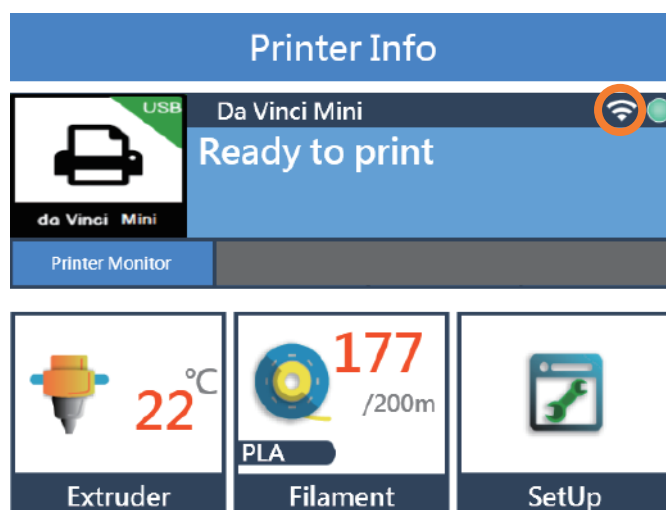 Printer Info
USB
Da Vinci Mini
Ready to print
da Vinci Mini
Printer Monitor
22 °C
177
/200m
PLA
Extruder
Filament
SetUp